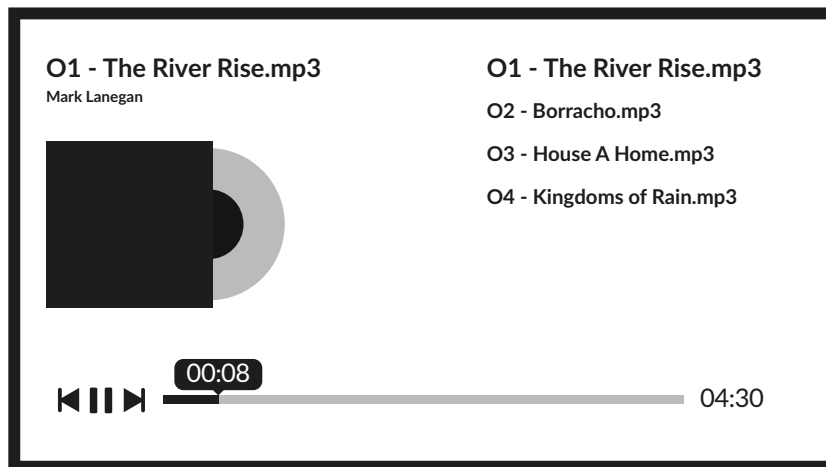 O1 - The River Rise.mp3
Mark Lanegan
O1 - The River Rise.mp3
O2 - Borracho.mp3
O3 - House A Home.mp3
O4 - Kingdoms of Rain.mp3
00:08
04:30